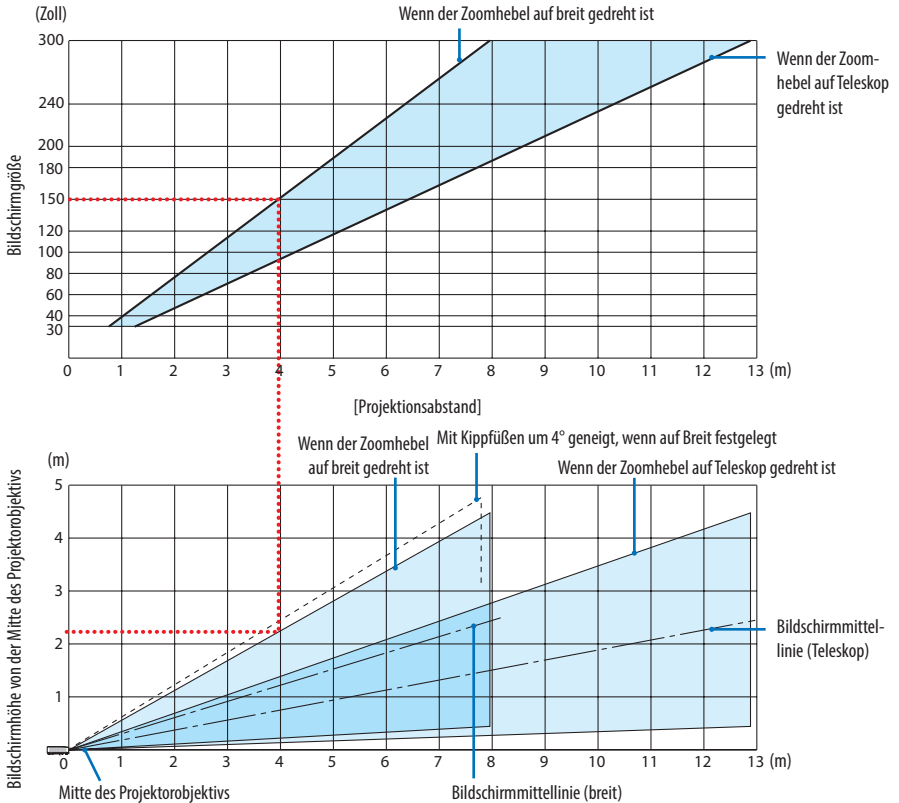 (Zoll)
Wenn der Zoomhebel auf breit gedreht ist
300
240
200
180
150
120
100
80
60
40
30
Bildschirmgröße
Wenn der Zoom-
hebel auf Teleskop
gedreht ist
0 1 2 3 4 5 6 7 8 9 10 11 12 13 (m)
[Projektionsabstand]
Wenn der Zoomhebel
auf breit gedreht ist
Mit Kippfüßen um 4° geneigt, wenn auf Breit festgelegt
Wenn der Zoomhebel auf Teleskop gedreht ist
(m)
5
4
3
2
1
Bildschirmhöhe von der Mitte des Projektorobjektivs
Bildschirmmittel-
linie (Teleskop)
0 1 2 3 4 5 6 7 8 9 10 11 12 13 (m)
Mitte des Projektorobjektivs
Bildschirmmittellinie (breit)